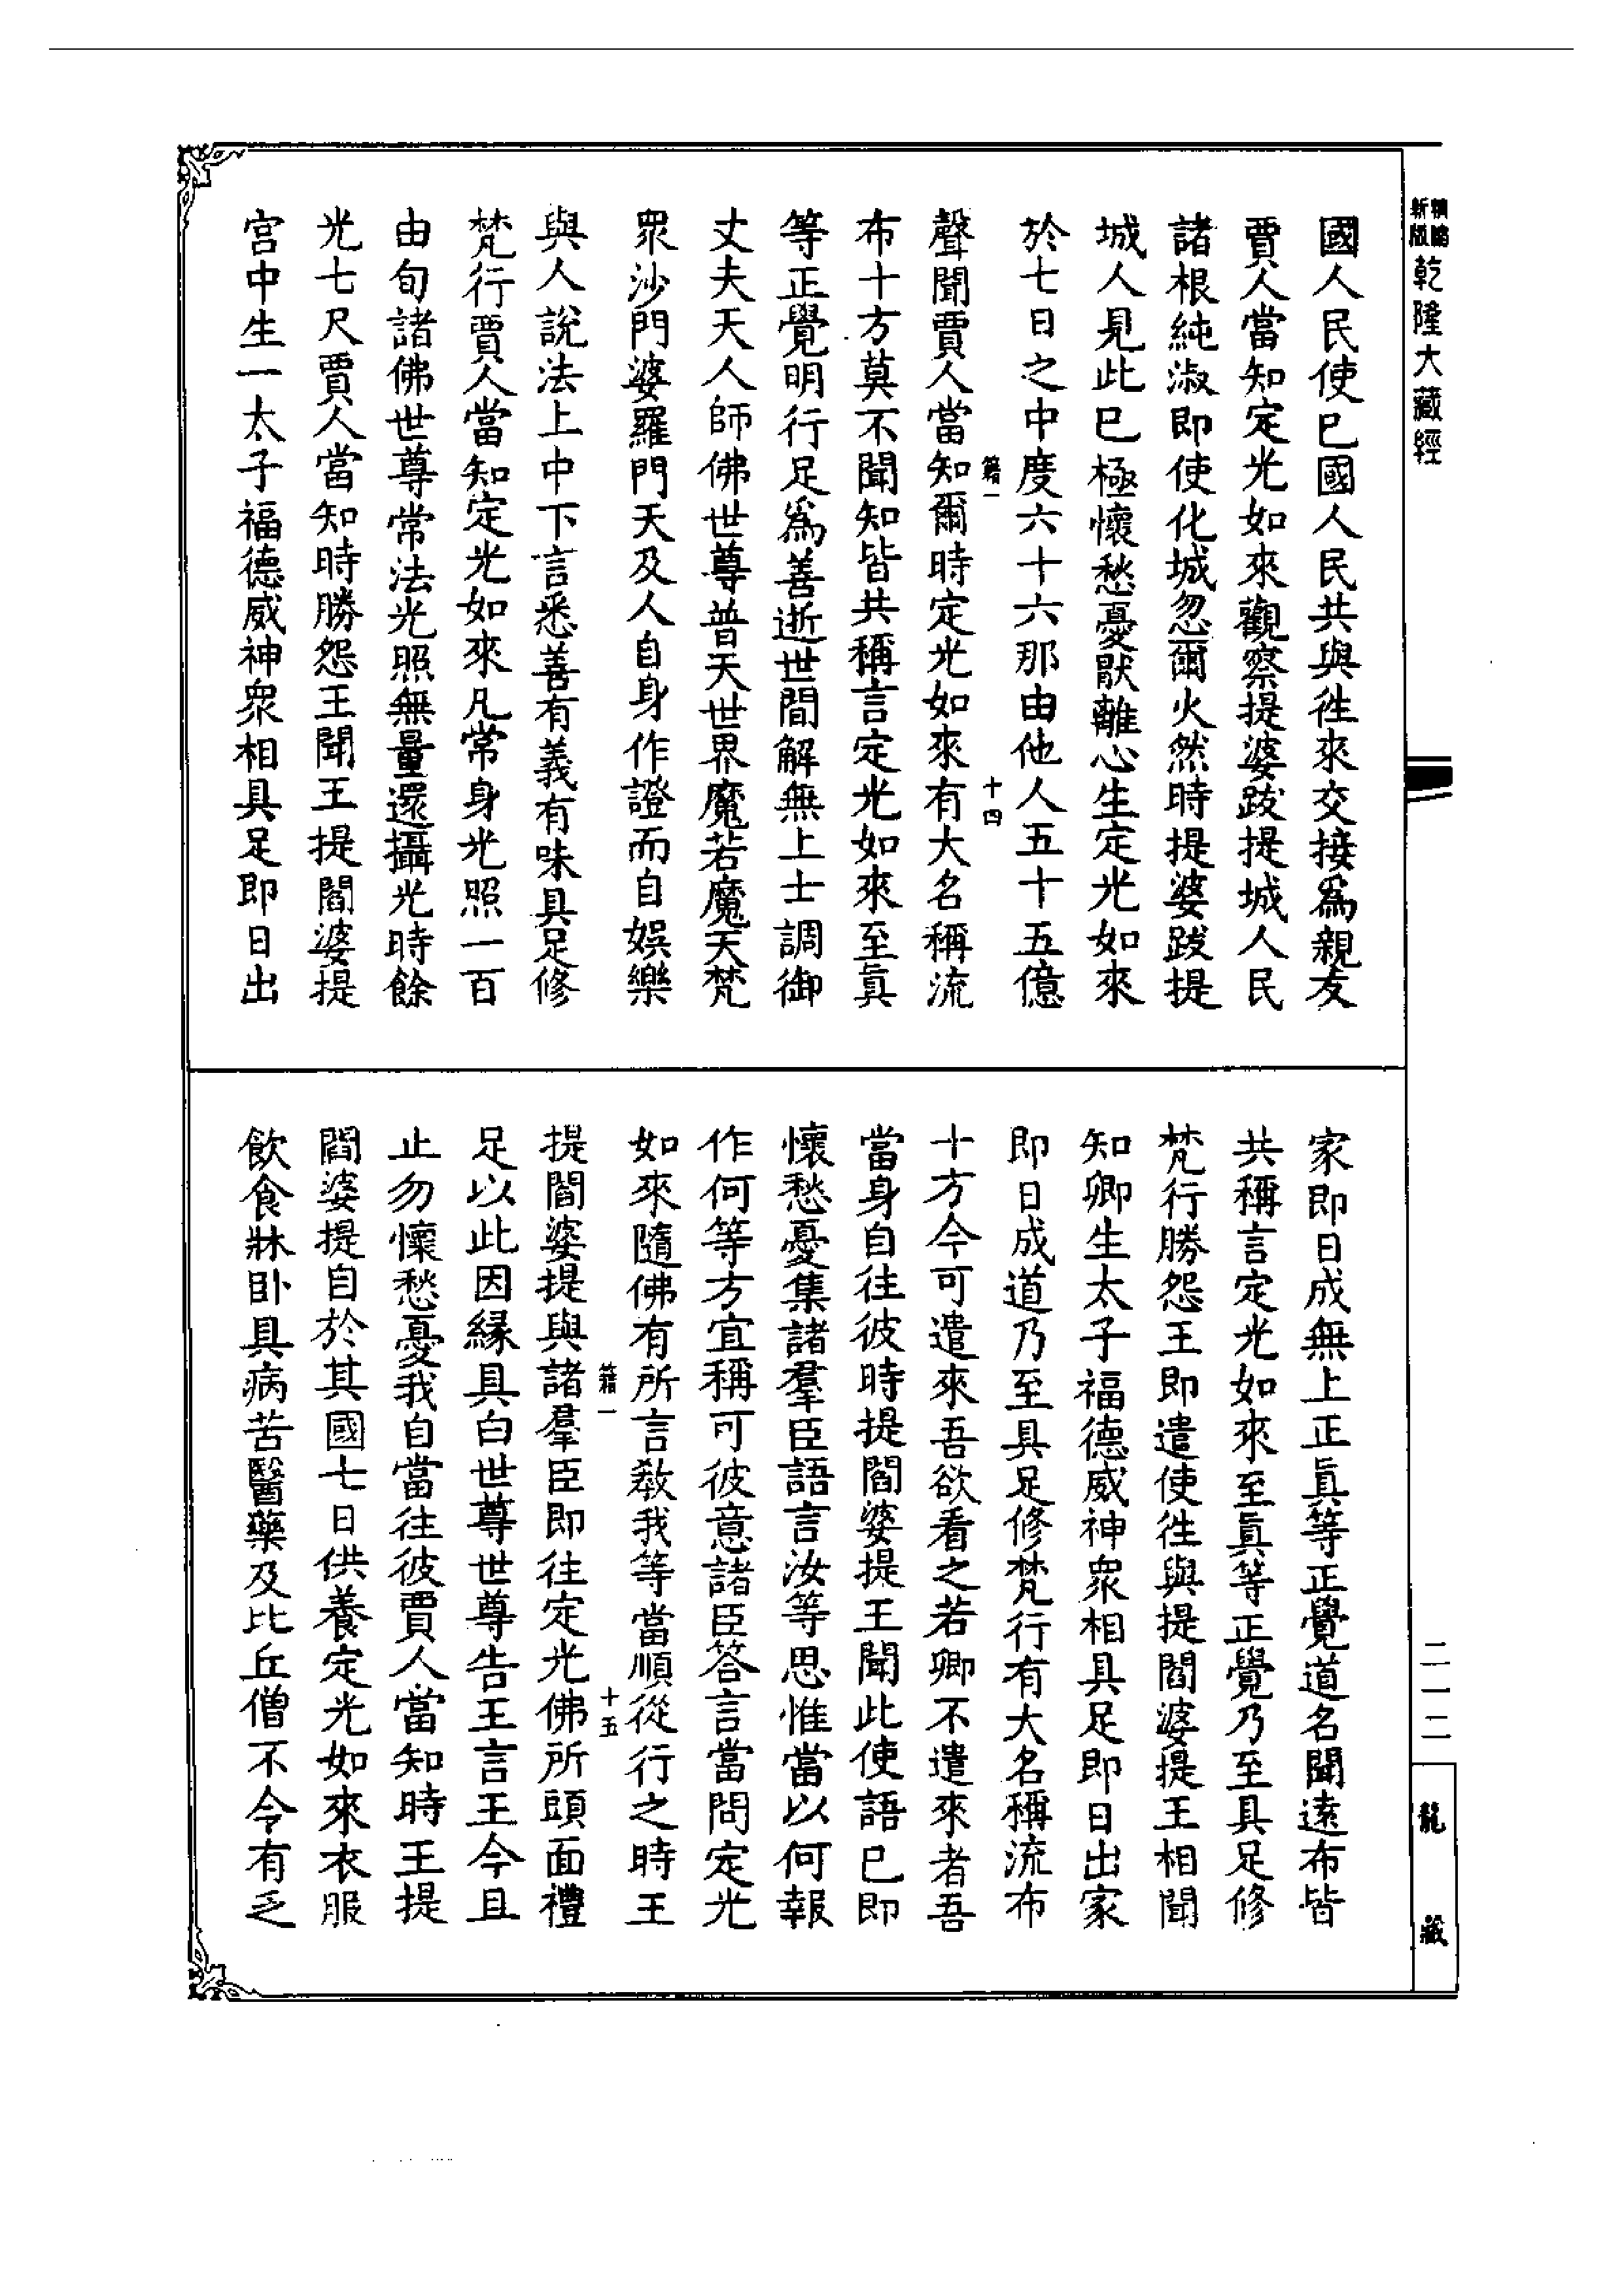 精縮
新版
乾隆大藏經
國人民使已國人民共與徃來交接為親友
賈人當知定光如來觀察提婆跋提城人民
諸根純淑即使化城忽爾火然時提婆跋提
城人見此已極懷愁憂猒離心生定光如來
於七日之中度六十六那由他人五十五億
籍一
十四
聲聞賈人當知爾時定光如來有大名稱流
布十方莫不聞知皆共稱言定光如來至真
等正覺明行足為善逝世間解無上士調御
丈夫天人師佛世尊普天世界魔若魔天梵
眾沙門婆羅門天及人自身作證而自娛樂
與人說法上中下言悉善有義有味具足修
梵行賈人當知定光如來凡常身光照一百
由旬諸佛世尊常法光照無量還攝光時餘
光七尺賈人當知時勝怨王聞王提閻婆提
宮中生一太子福德威神眾相具足即日出
家即日成無上正真等正覺道名聞遠布皆
共稱言定光如來至真等正覺乃至具足修
梵行勝怨王即遣使徃與提閻婆提王相聞
知卿生太子福德威神眾相具足即日出家
即日成道乃至具足修梵行有大名稱流布
十方今可遣來吾欲看之若卿不遣來者吾
當身自往彼時提閻婆提王聞此使語已即
懷愁憂集諸羣臣語言汝等思惟當以何報
作何等方宜稱可彼意諸臣答言當問定光
如來隨佛有所言教我等當順從行之時王
籍一
十五
提閻婆提與諸羣臣即往定光佛所頭面禮
足以此因緣具白世尊世尊告王言王今且
止勿懷愁憂我自當往彼賈人當知時王提
閻婆提自於其國七日供養定光如來衣服
飲食牀臥具病苦醫藥及比丘僧不令有乏
二一二
龍藏